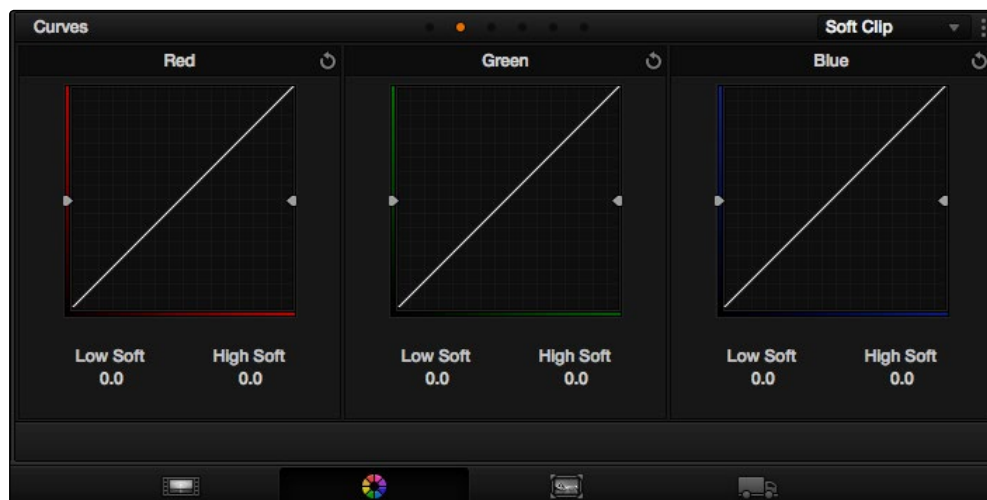 Curves Soft Clip
Red Green Blue
Low Soft High Soft Low Soft High Soft Low Soft High Soft
0.0 0.0 0.0 0.0 0.0 0.0